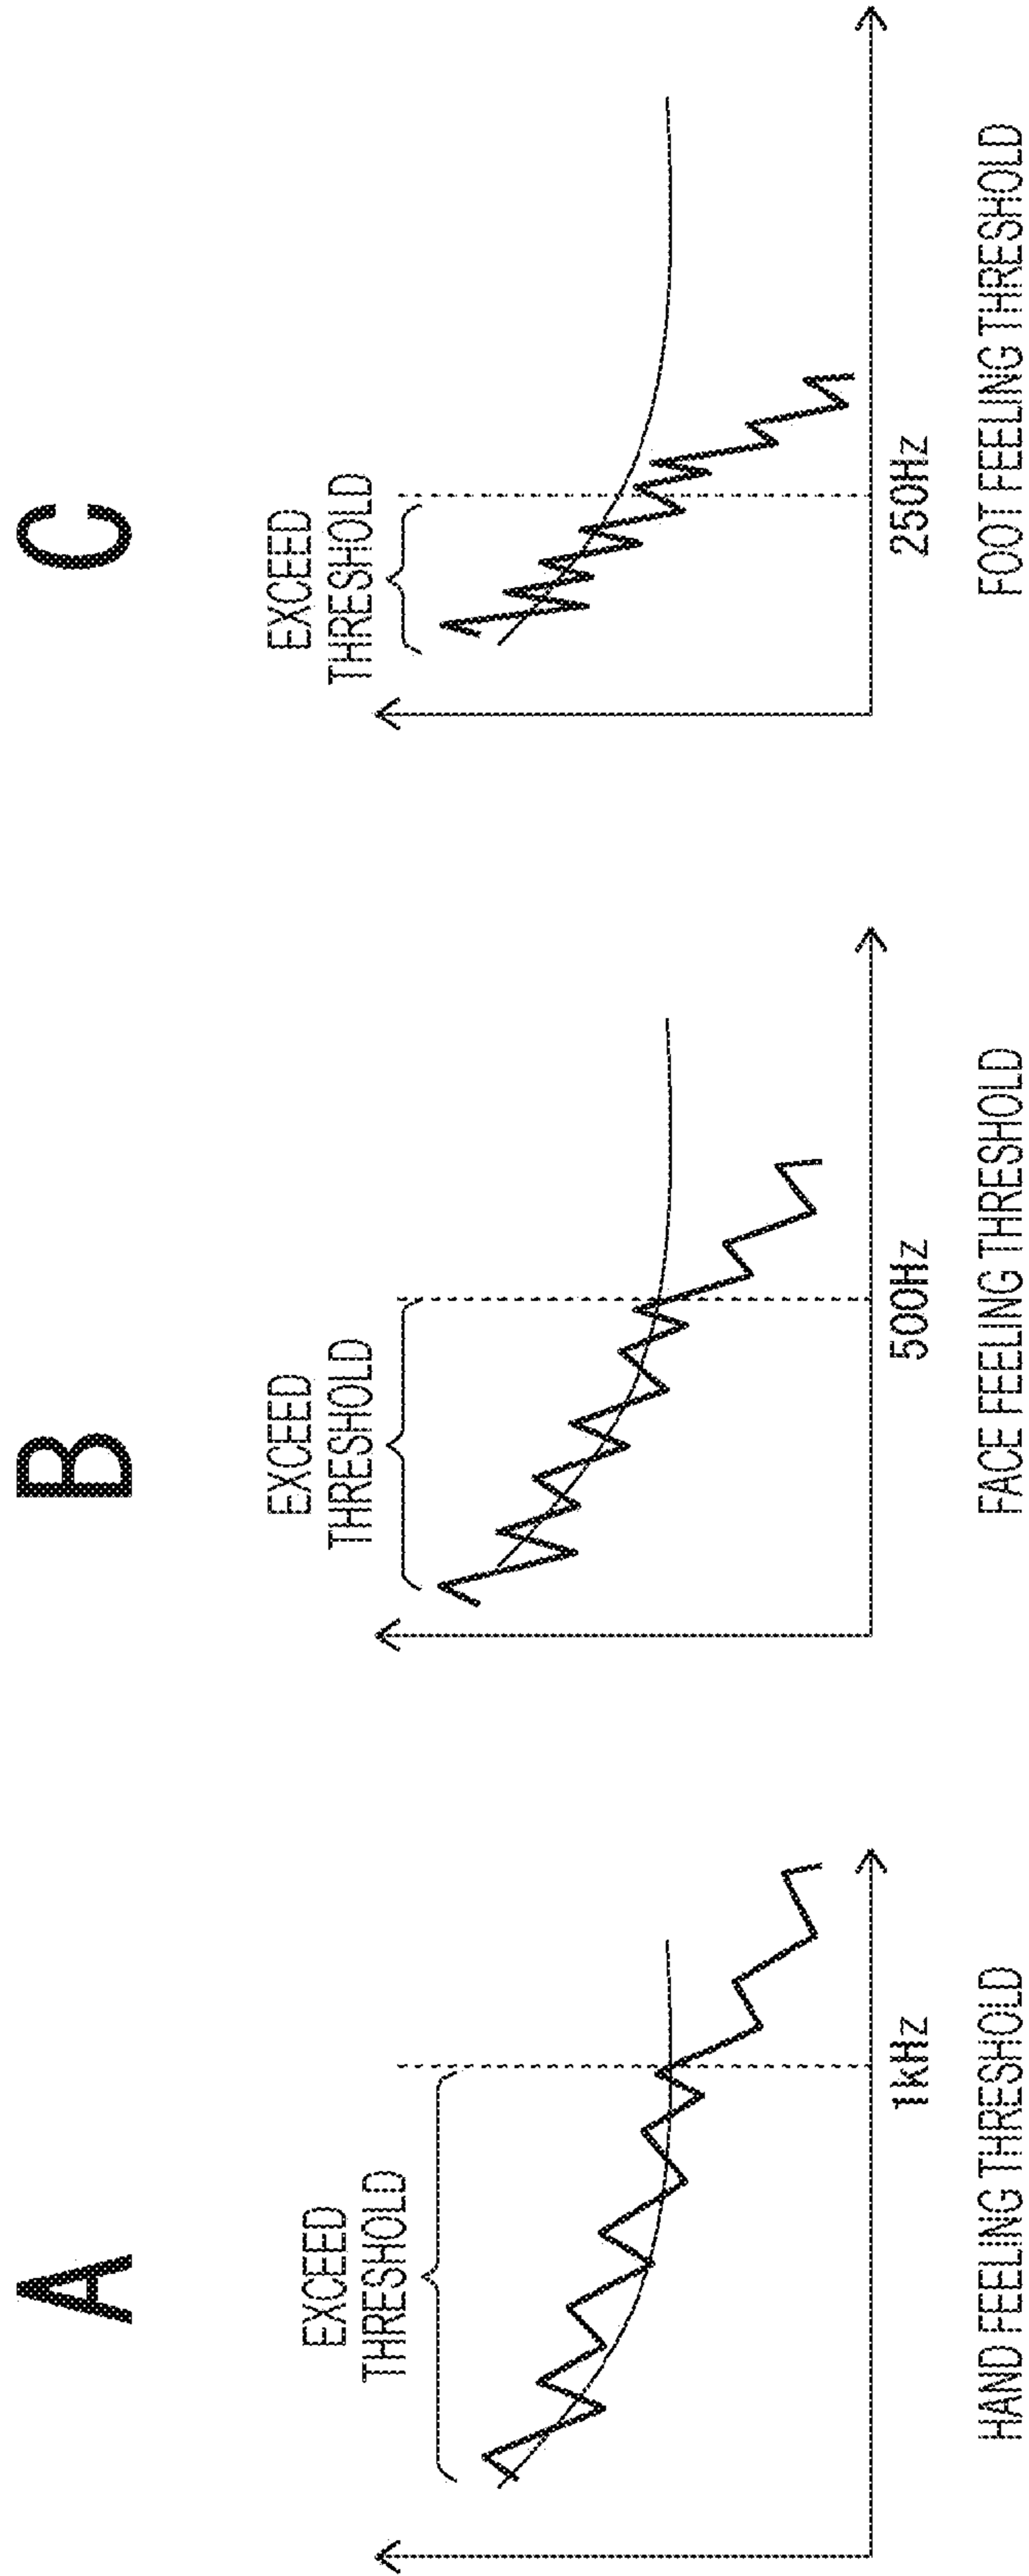 A
EXCEED
THRESHOLD
1kHz
HAND FEELING THRESHOLD
B
EXCEED
THRESHOLD
500Hz
FACE FEELING THRESHOLD
C
EXCEED
THRESHOLD
250Hz
FOOT FEELING THRESHOLD